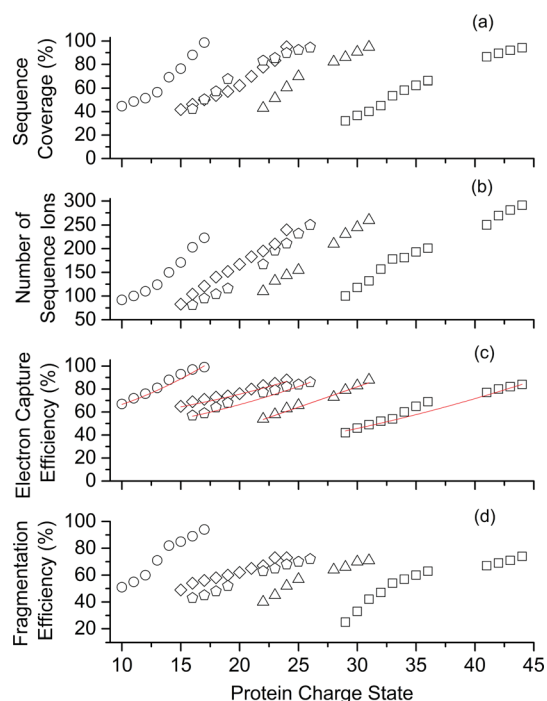 (a)
Sequence
Coverage (%)
100
80
60
40
20
0
(b)
Number of
Sequence Ions
300
250
200
150
100
50
(c)
Electron Capture
Efficiency (%)
100
80
60
40
20
0
(d)
Fragmentation
Efficiency (%)
100
80
60
40
20
10 15 20 25 30 35 40 45
Protein Charge State